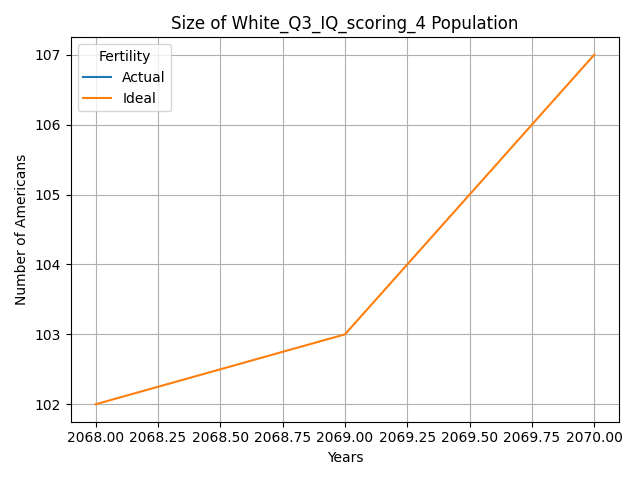 Size of White_Q3_IQ_scoring_4 Population
Fertility
Actual
Ideal
107
106
105
104
103
102
Number of Americans
2068.00 2068.25 2068.50 2068.75 2069.00 2069.25 2069.50 2069.75 2070.00
Years